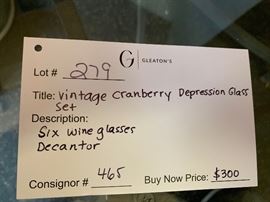 G | GLEATON'S
Lot # 279
Title: Vintage Cranberry Depression Glass
Set
Description:
Six wine glasses
Decantor
Consignor # 465 Buy Now Price: $300